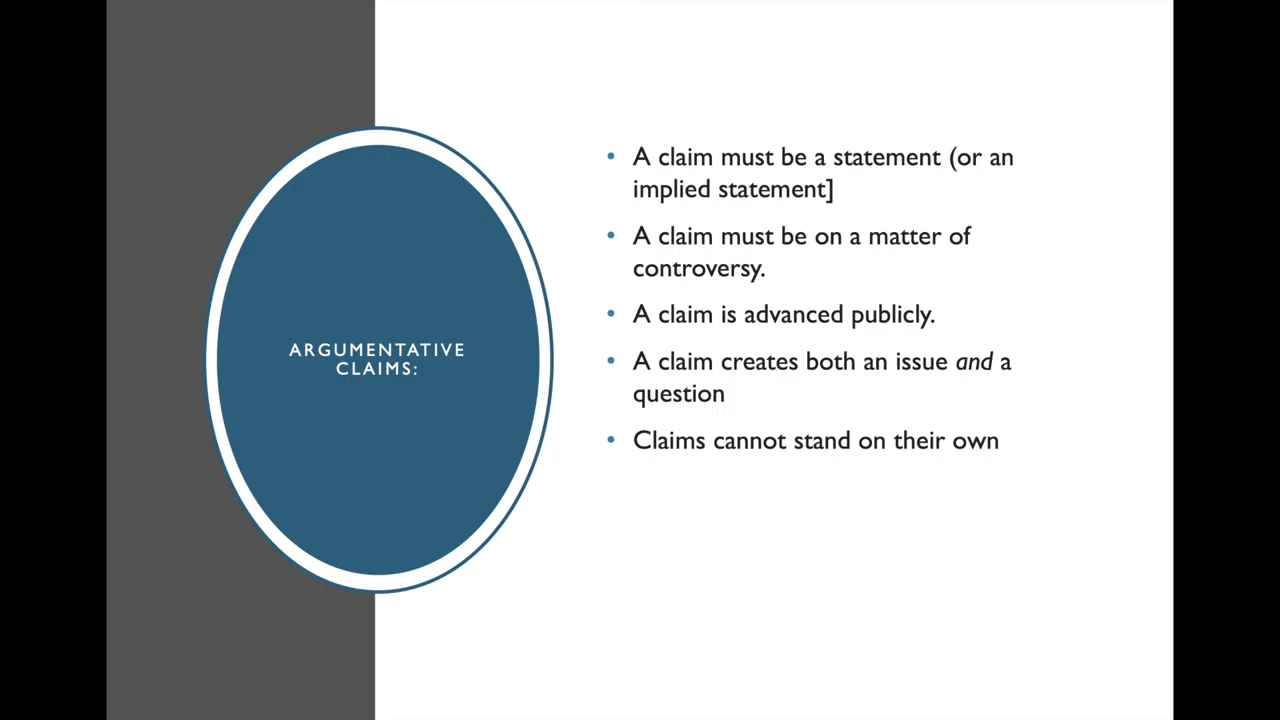 ARGUMENTATIVE
CLAIMS:
• A claim must be a statement (or an
implied statement]
• A claim must be on a matter of
controversy.
• A claim is advanced publicly.
• A claim creates both an issue and a
question
• Claims cannot stand on their own